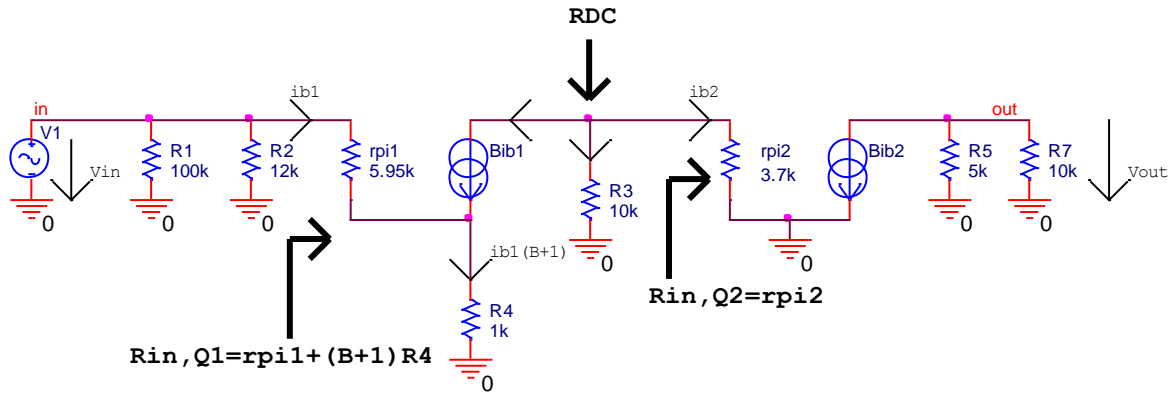 RDC
in
ib1
ib2
out
V1
Vin
R1
100k
R2
12k
rpi1
5.95k
Bib1
R3
10k
rpi2
3.7k
Bib2
R5
5k
R7
10k
Vout
0
0
0
0
0
0
0
ib1(B+1)
Rin,Q2=rpi2
R4
1k
Rin,Q1=rpi1+(B+1)R4
0